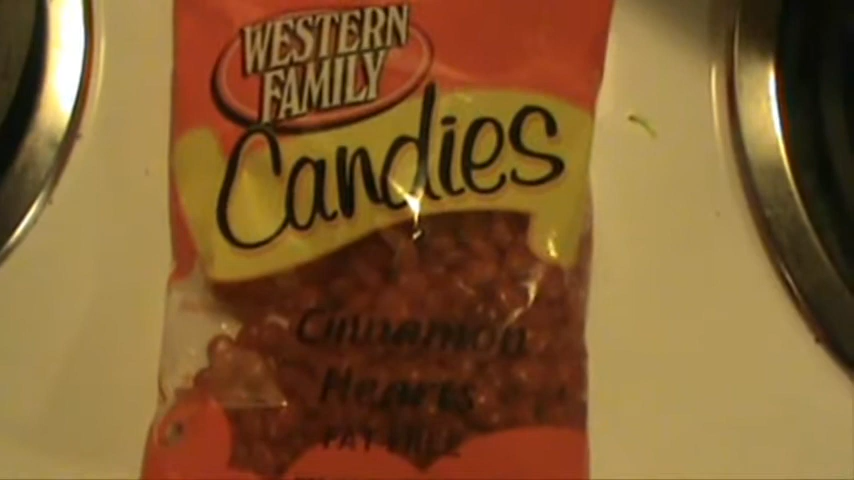 WESTERN
FAMILY
Candies
Cinnamon
Hearts
FAT FREE